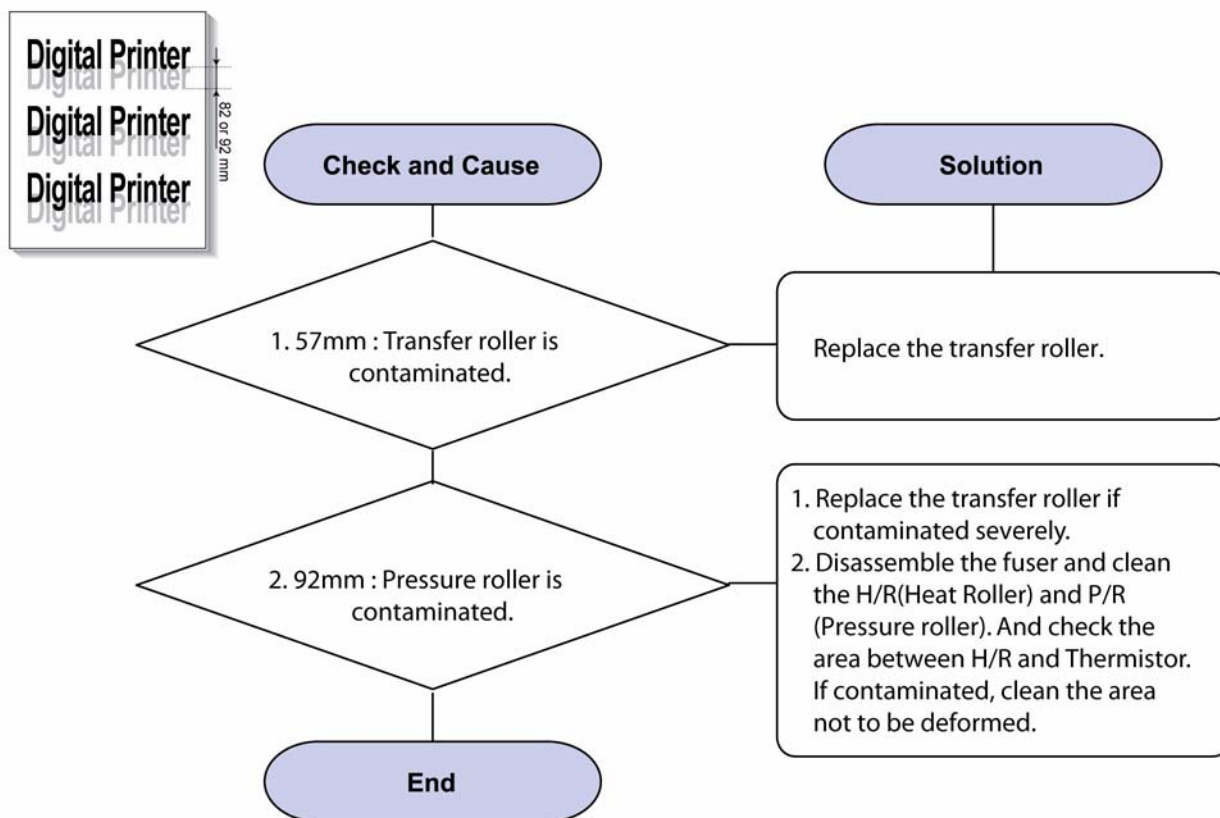 Digital Printer
Digital Printer
Digital Printer
Digital Printer
Digital Printer
Digital Printer
82 or 92 mm
Check and Cause
Solution
1. 57mm : Transfer roller is
contaminated.
Replace the transfer roller.
2. 92mm : Pressure roller is
contaminated.
1. Replace the transfer roller if
contaminated severely.
2. Disassemble the fuser and clean
the H/R(Heat Roller) and P/R
(Pressure roller). And check the
area between H/R and Thermistor.
If contaminated, clean the area
not to be deformed.
End